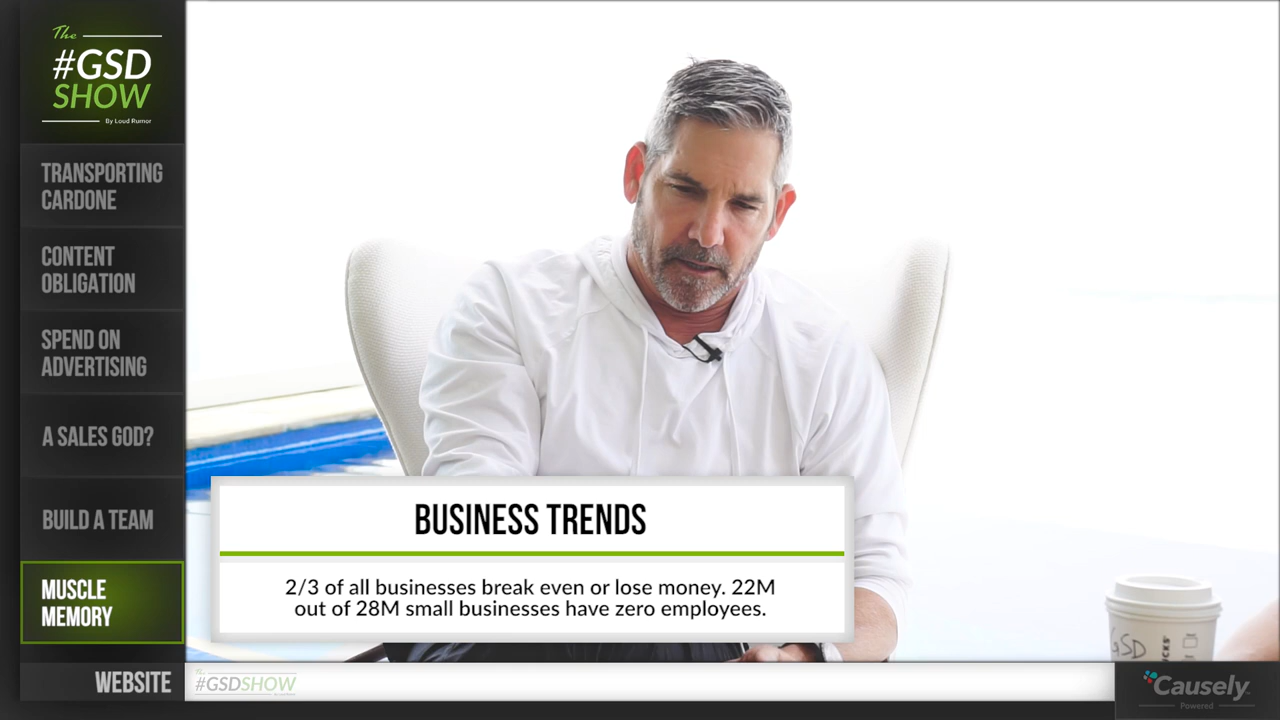 The
#GSD
SHOW
By Loud Rumor
TRANSPORTING
CARDONE
CONTENT
OBLIGATION
SPEND ON
ADVERTISING
A SALES GOD?
BUILD A TEAM
MUSCLE
MEMORY
WEBSITE
BUSINESS TRENDS
2/3 of all businesses break even or lose money. 22M
out of 28M small businesses have zero employees.
GSD
The
#GSDSHOW
Causely
Powered